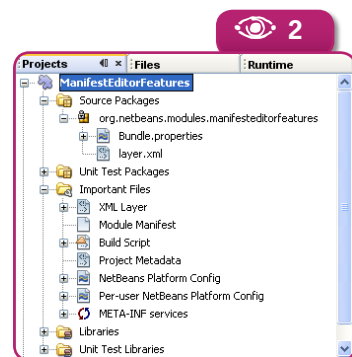 2
Projects Files Runtime
ManifestEditorFeatures
Source Packages
org.netbeans.modules.manifesteditorfeatures
Bundle.properties
layer.xml
Unit Test Packages
Important Files
XML Layer
Module Manifest
Build Script
Project Metadata
NetBeans Platform Config
Per-user NetBeans Platform Config
META-INF services
Libraries
Unit Test Libraries